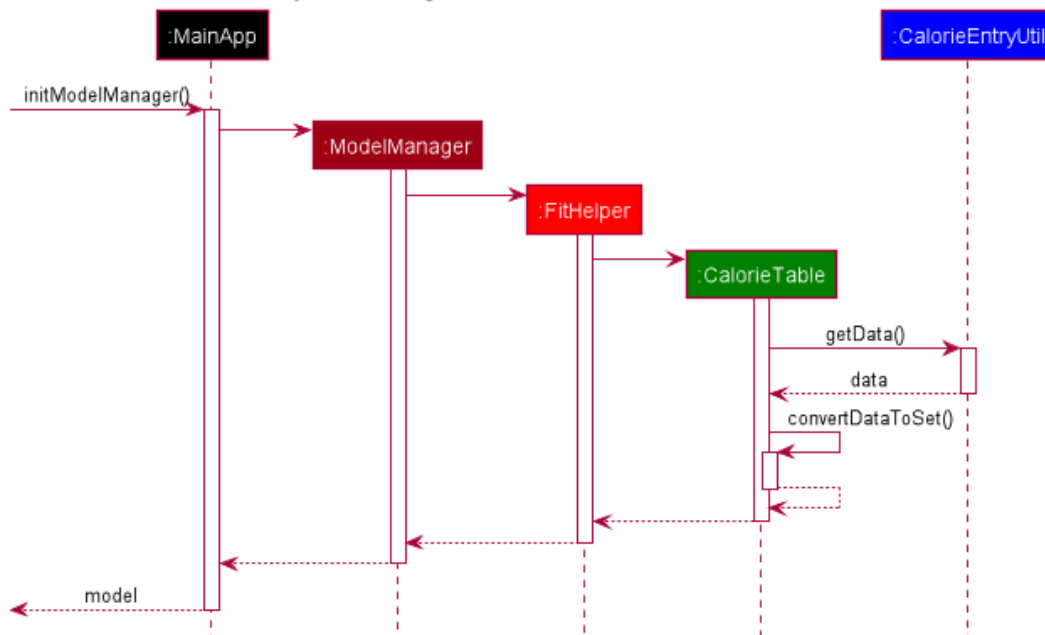 :MainApp
:CalorieEntryUtil
initModelManager()
:ModelManager
:FitHelper
:CalorieTable
getData()
data
convertDataToSet()
model